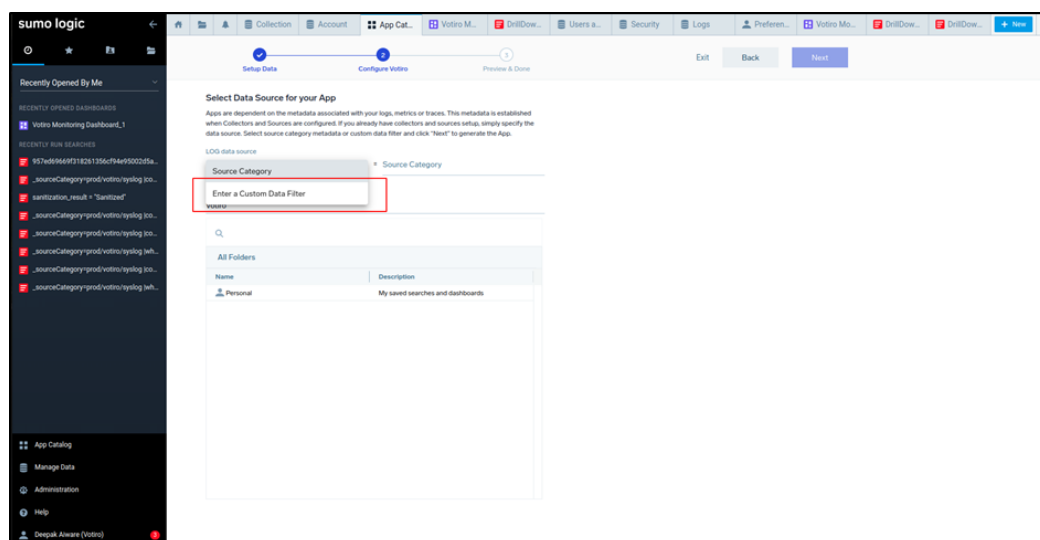 sumo logic
Collection
Account
App Cat...
Votiro M...
DrillDow...
Users a...
Security
Logs
Preferen...
Votiro Mo...
DrillDow...
DrillDow...
+ New
Recently Opened By Me
RECENTLY OPENED DASHBOARDS
Votiro Monitoring Dashboard_1
RECENTLY RUN SEARCHES
957ed69669f318261356cf94e95002d5a...
_sourceCategory=prod/votiro/syslog |co...
sanitization_result = "Sanitized"
_sourceCategory=prod/votiro/syslog |co...
_sourceCategory=prod/votiro/syslog |co...
_sourceCategory=prod/votiro/syslog |wh...
_sourceCategory=prod/votiro/syslog |co...
_sourceCategory=prod/votiro/syslog |wh...
App Catalog
Manage Data
Administration
Help
Deepak Aiware (Votiro)
2
Setup Data
2
Configure Votiro
3
Preview & Done
Exit
Back
Next
Select Data Source for your App
Apps are dependent on the metadata associated with your logs, metrics or traces. This metadata is established
when Collectors and Sources are configured. If you already have collectors and sources setup, simply specify the
data source. Select source category metadata or custom data filter and click "Next" to generate the App.
LOG data source
Source Category
= Source Category
Enter a Custom Data Filter
Votiro
All Folders
Name
Description
Personal
My saved searches and dashboards